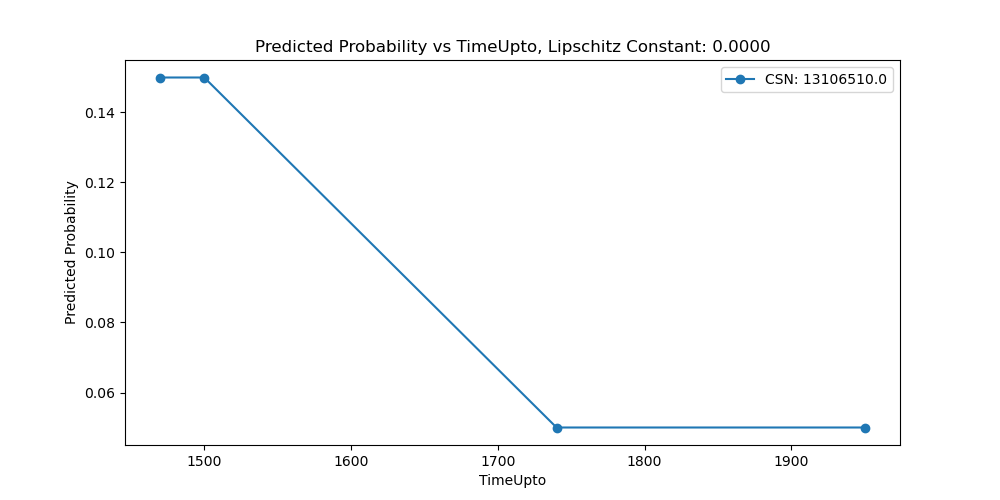 Predicted Probability vs TimeUpto, Lipschitz Constant: 0.0000
CSN: 13106510.0
Predicted Probability
0.14
0.12
0.10
0.08
0.06
1500 1600 1700 1800 1900
TimeUpto